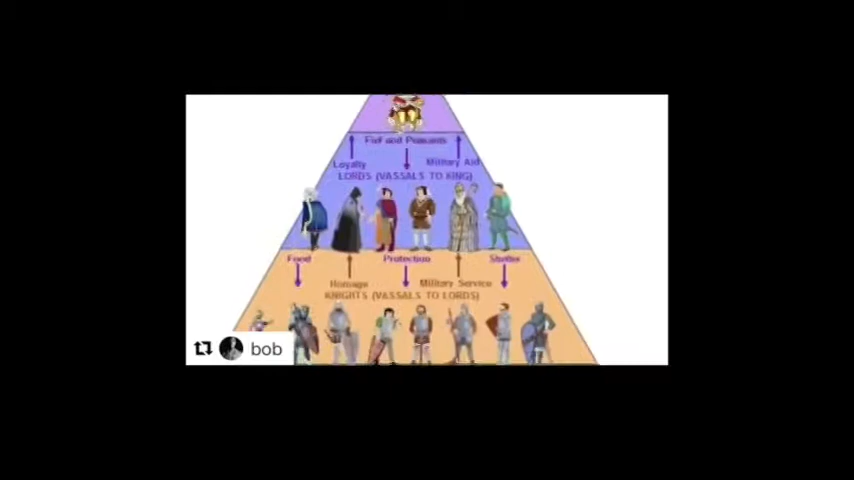 Fief and Peasants
Loyalty Military Aid
LORDS (VASSALS TO KING)
Food Protection Shelter
Homage Military Service
KNIGHTS (VASSALS TO LORDS)
bob